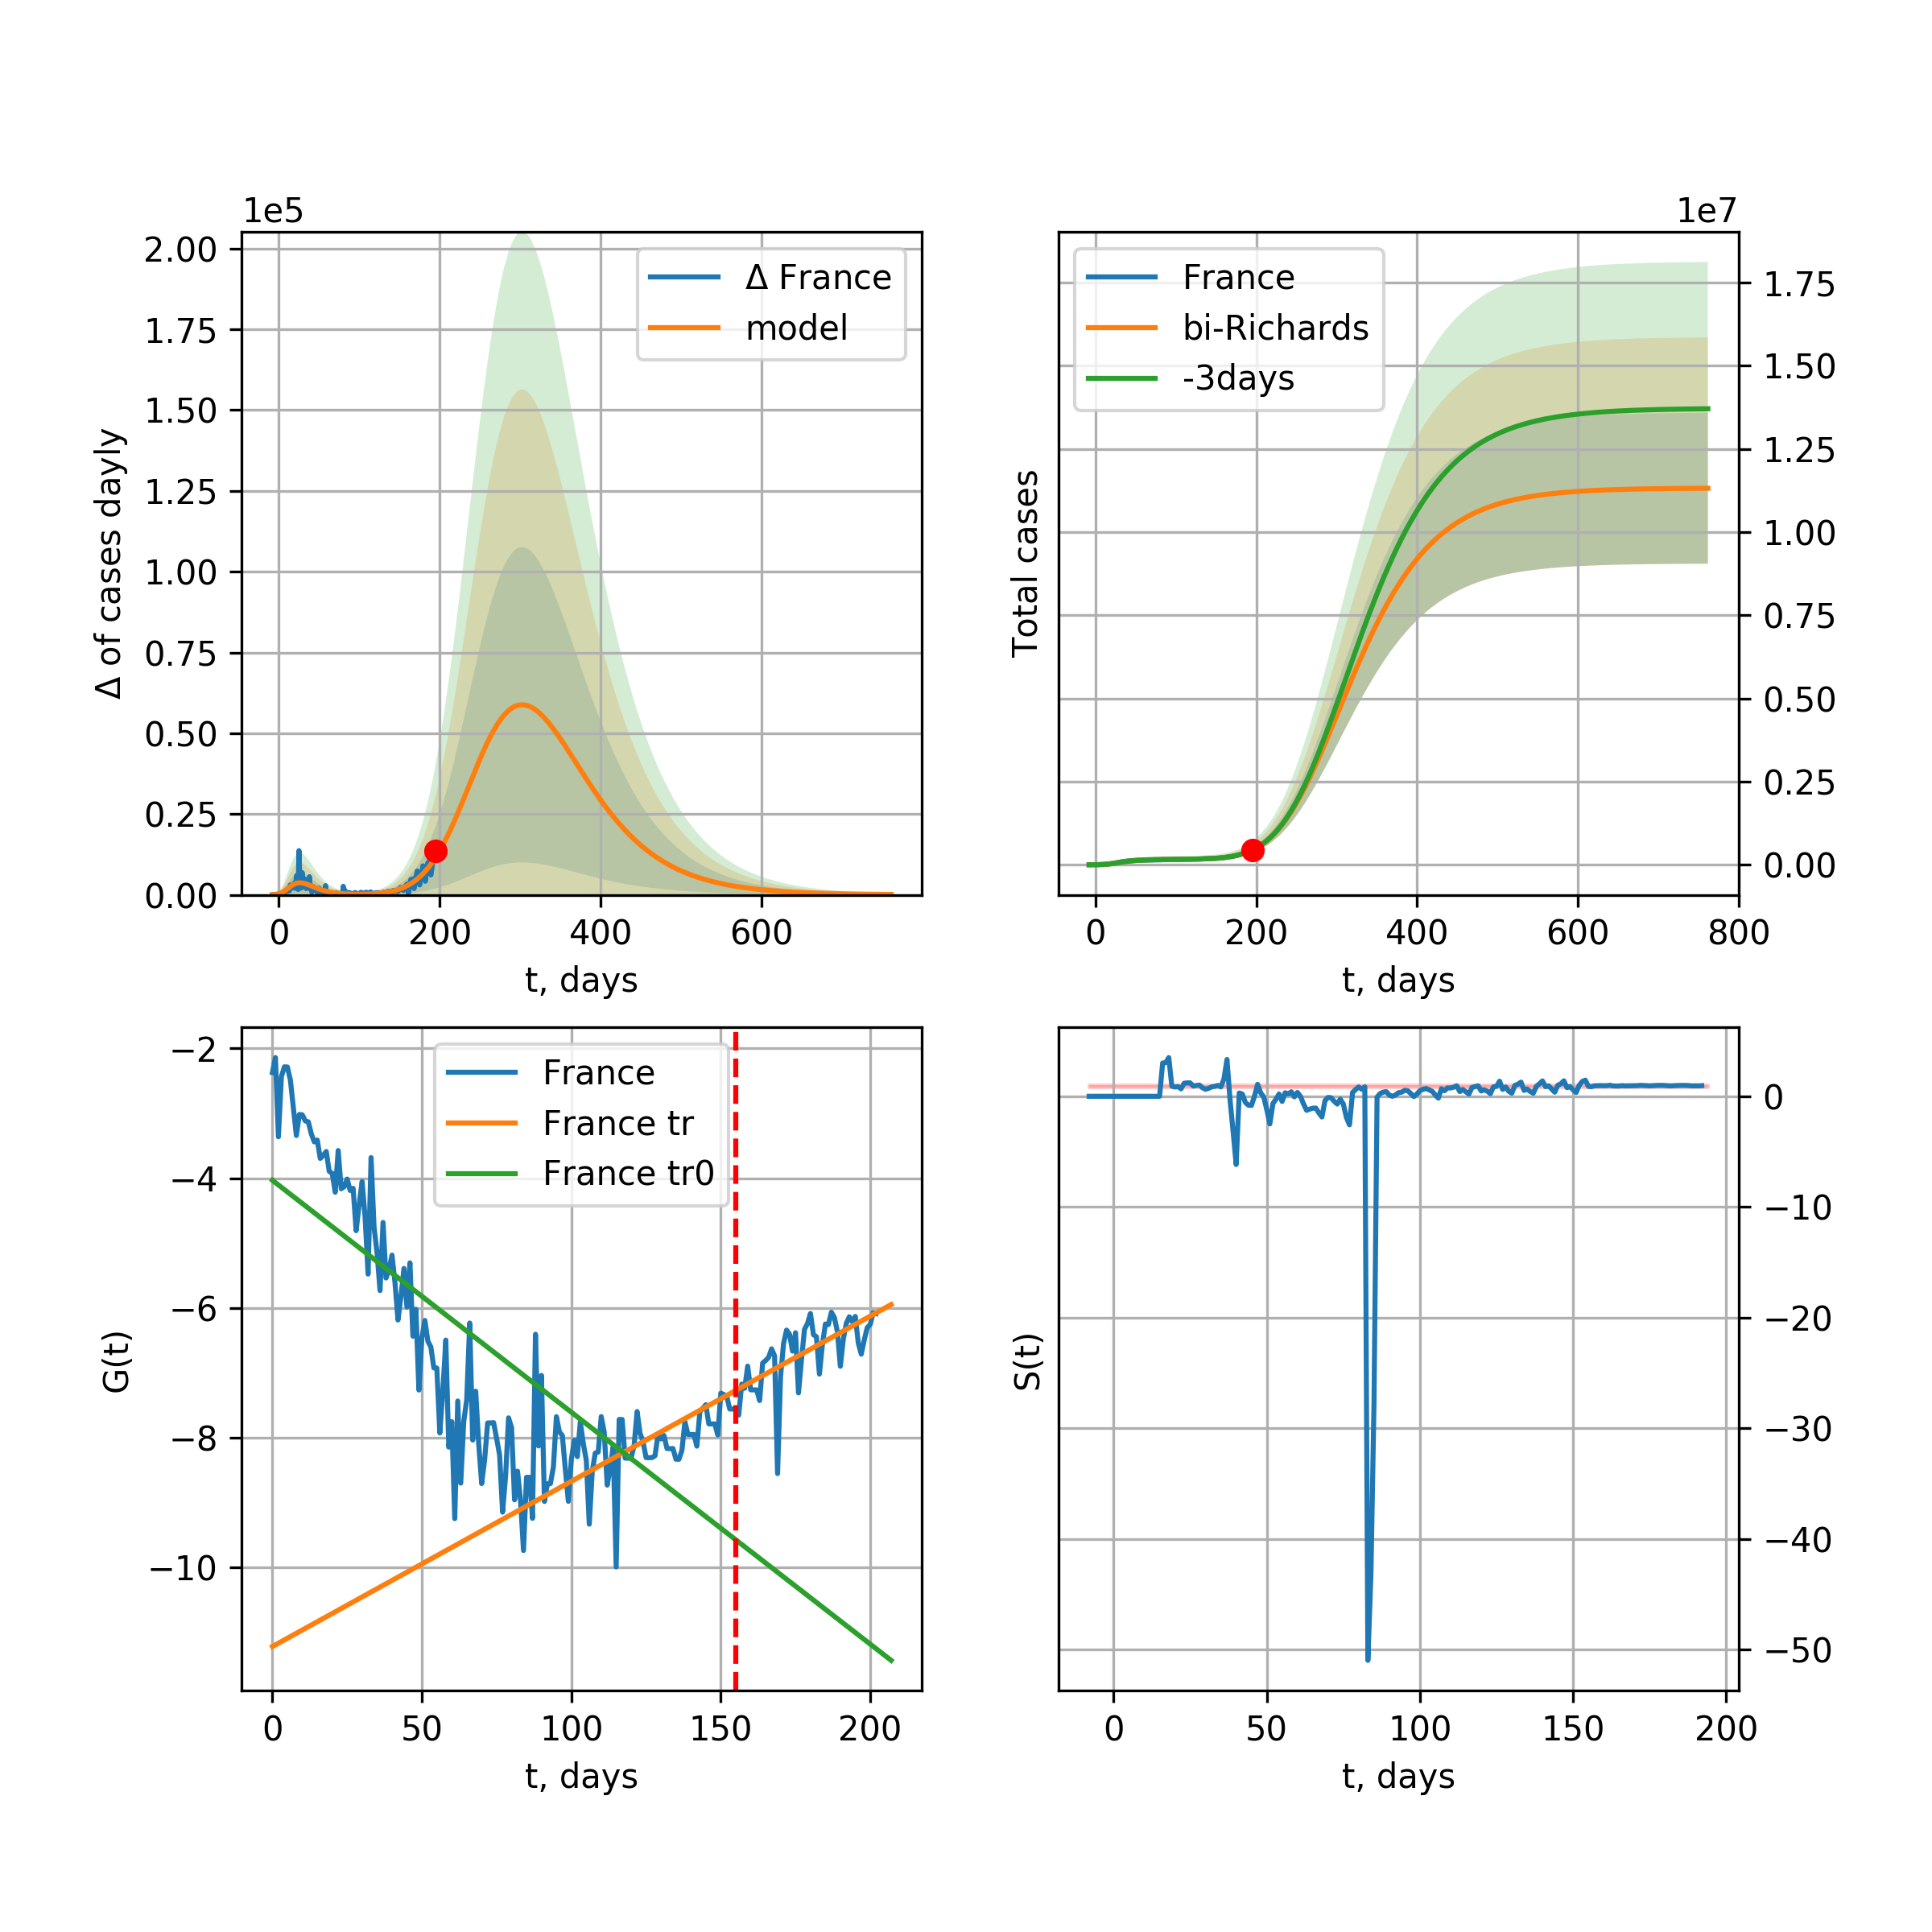 1e5
2.00
1.75
1.50
1.25
1.00
0.75
0.50
0.25
0.00
Δ of cases dayly
Δ France
model
0
200
400
600
t, days
1e7
Total cases
France
bi-Richards
-3days
1.75
1.50
1.25
1.00
0.75
0.50
0.25
0.00
0
200
400
600
800
t, days
−2
−4
−6
−8
−10
G(t)
France
France tr
France tr0
0
50
100
150
200
t, days
S(t)
0
−10
−20
−30
−40
−50
0
50
100
150
200
t, days